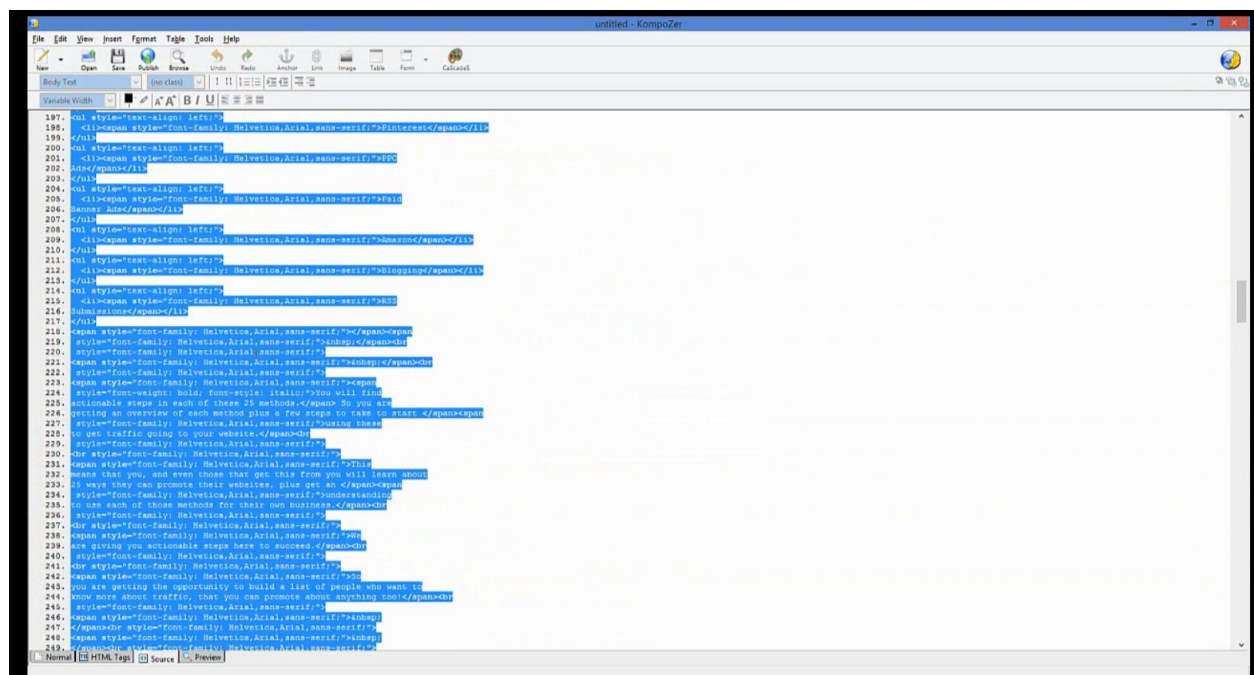 untitled - KompoZer
File Edit View Insert Format Table Tools Help
New Open Save Publish Browse Undo Redo Anchor Link Image Table Form CaScadeS
Body Text (no class)
Variable Width
197. <ul style="text-align: left;">
198. <li><span style="font-family: Helvetica,Arial,sans-serif;">Pinterest</span></li>
199. </ul>
200. <ul style="text-align: left;">
201. <li><span style="font-family: Helvetica,Arial,sans-serif;">PPC
202. Ads</span></li>
203. </ul>
204. <ul style="text-align: left;">
205. <li><span style="font-family: Helvetica,Arial,sans-serif;">Paid
206. Banner Ads</span></li>
207. </ul>
208. <ul style="text-align: left;">
209. <li><span style="font-family: Helvetica,Arial,sans-serif;">Amazon</span></li>
210. </ul>
211. <ul style="text-align: left;">
212. <li><span style="font-family: Helvetica,Arial,sans-serif;">Blogging</span></li>
213. </ul>
214. <ul style="text-align: left;">
215. <li><span style="font-family: Helvetica,Arial,sans-serif;">RSS
216. Submissions</span></li>
217. </ul>
218. <span style="font-family: Helvetica,Arial,sans-serif;"></span><span
219. style="font-family: Helvetica,Arial,sans-serif;">&nbsp;</span><br
220. style="font-family: Helvetica,Arial,sans-serif;">
221. <span style="font-family: Helvetica,Arial,sans-serif;">&nbsp;</span><br
222. style="font-family: Helvetica,Arial,sans-serif;">
223. <span style="font-family: Helvetica,Arial,sans-serif;"><span
224. style="font-weight: bold; font-style: italic;">You will find
225. actionable steps in each of these 25 methods.</span> So you are
226. getting an overview of each method plus a few steps to take to start </span><span
227. style="font-family: Helvetica,Arial,sans-serif;">using these
228. to get traffic going to your website.</span><br
229. style="font-family: Helvetica,Arial,sans-serif;">
230. <br style="font-family: Helvetica,Arial,sans-serif;">
231. <span style="font-family: Helvetica,Arial,sans-serif;">This
232. means that you, and even those that get this from you will learn about
233. 25 ways they can promote their websites, plus get an </span><span
234. style="font-family: Helvetica,Arial,sans-serif;">understanding
235. to use each of those methods for their own business.</span><br
236. style="font-family: Helvetica,Arial,sans-serif;">
237. <br style="font-family: Helvetica,Arial,sans-serif;">
238. <span style="font-family: Helvetica,Arial,sans-serif;">We
239. are giving you actionable steps here to succeed.</span><br
240. style="font-family: Helvetica,Arial,sans-serif;">
241. <br style="font-family: Helvetica,Arial,sans-serif;">
242. <span style="font-family: Helvetica,Arial,sans-serif;">So
243. you are getting the opportunity to build a list of people who want to
244. know more about traffic, that you can promote about anything too!</span><br
245. style="font-family: Helvetica,Arial,sans-serif;">
246. <span style="font-family: Helvetica,Arial,sans-serif;">&nbsp;
247. </span><br style="font-family: Helvetica,Arial,sans-serif;">
248. <span style="font-family: Helvetica,Arial,sans-serif;">&nbsp;
249. </span><br style="font-family: Helvetica,Arial,sans-serif;">
Normal HTML Tags Source Preview